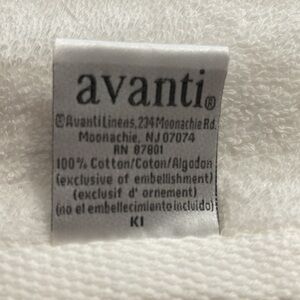 avanti®
©Avanti Linens, 234 Moonachie Rd.
Moonachie, NJ 07074
RN 87801
100% Cotton/Coton/Algodon
(exclusive of embellishment)
(exclusif d' ornement)
(no el embellecimiento incluido)
KI